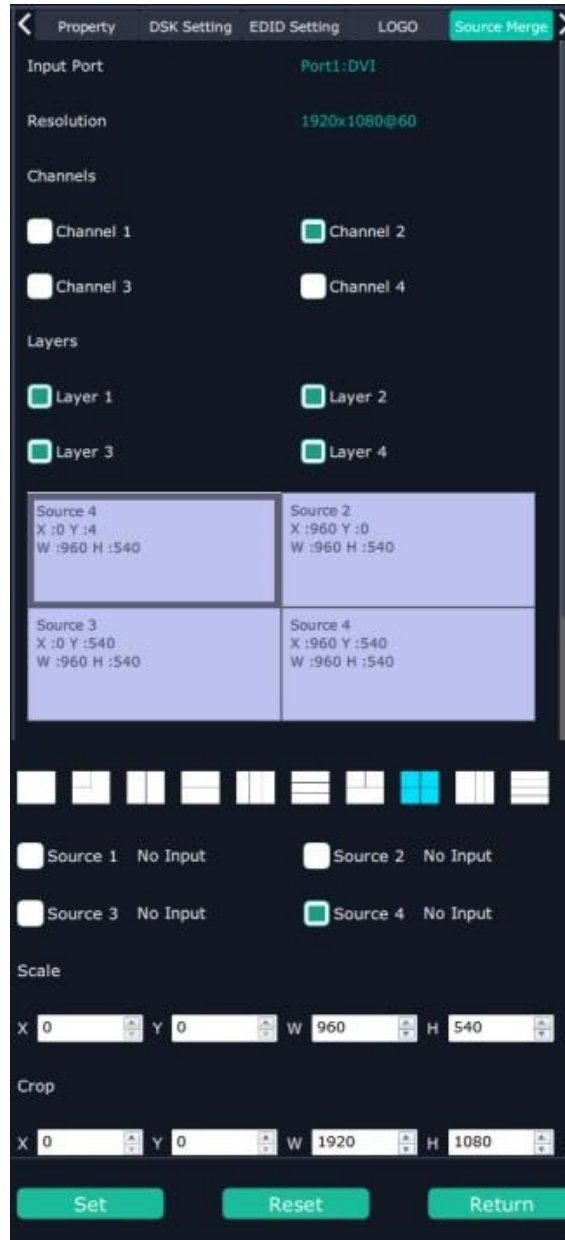 Property DSK Setting EDID Setting LOGO Source Merge
Input Port Port1:DVI
Resolution 1920x1080@60
Channels
Channel 1 Channel 2
Channel 3 Channel 4
Layers
Layer 1 Layer 2
Layer 3 Layer 4
Source 4
X :0 Y :4
W :960 H :540
Source 2
X :960 Y :0
W :960 H :540
Source 3
X :0 Y :540
W :960 H :540
Source 4
X :960 Y :540
W :960 H :540
Source 1 No Input Source 2 No Input
Source 3 No Input Source 4 No Input
Scale
X 0 Y 0 W 960 H 540
Crop
X 0 Y 0 W 1920 H 1080
Set Reset Return